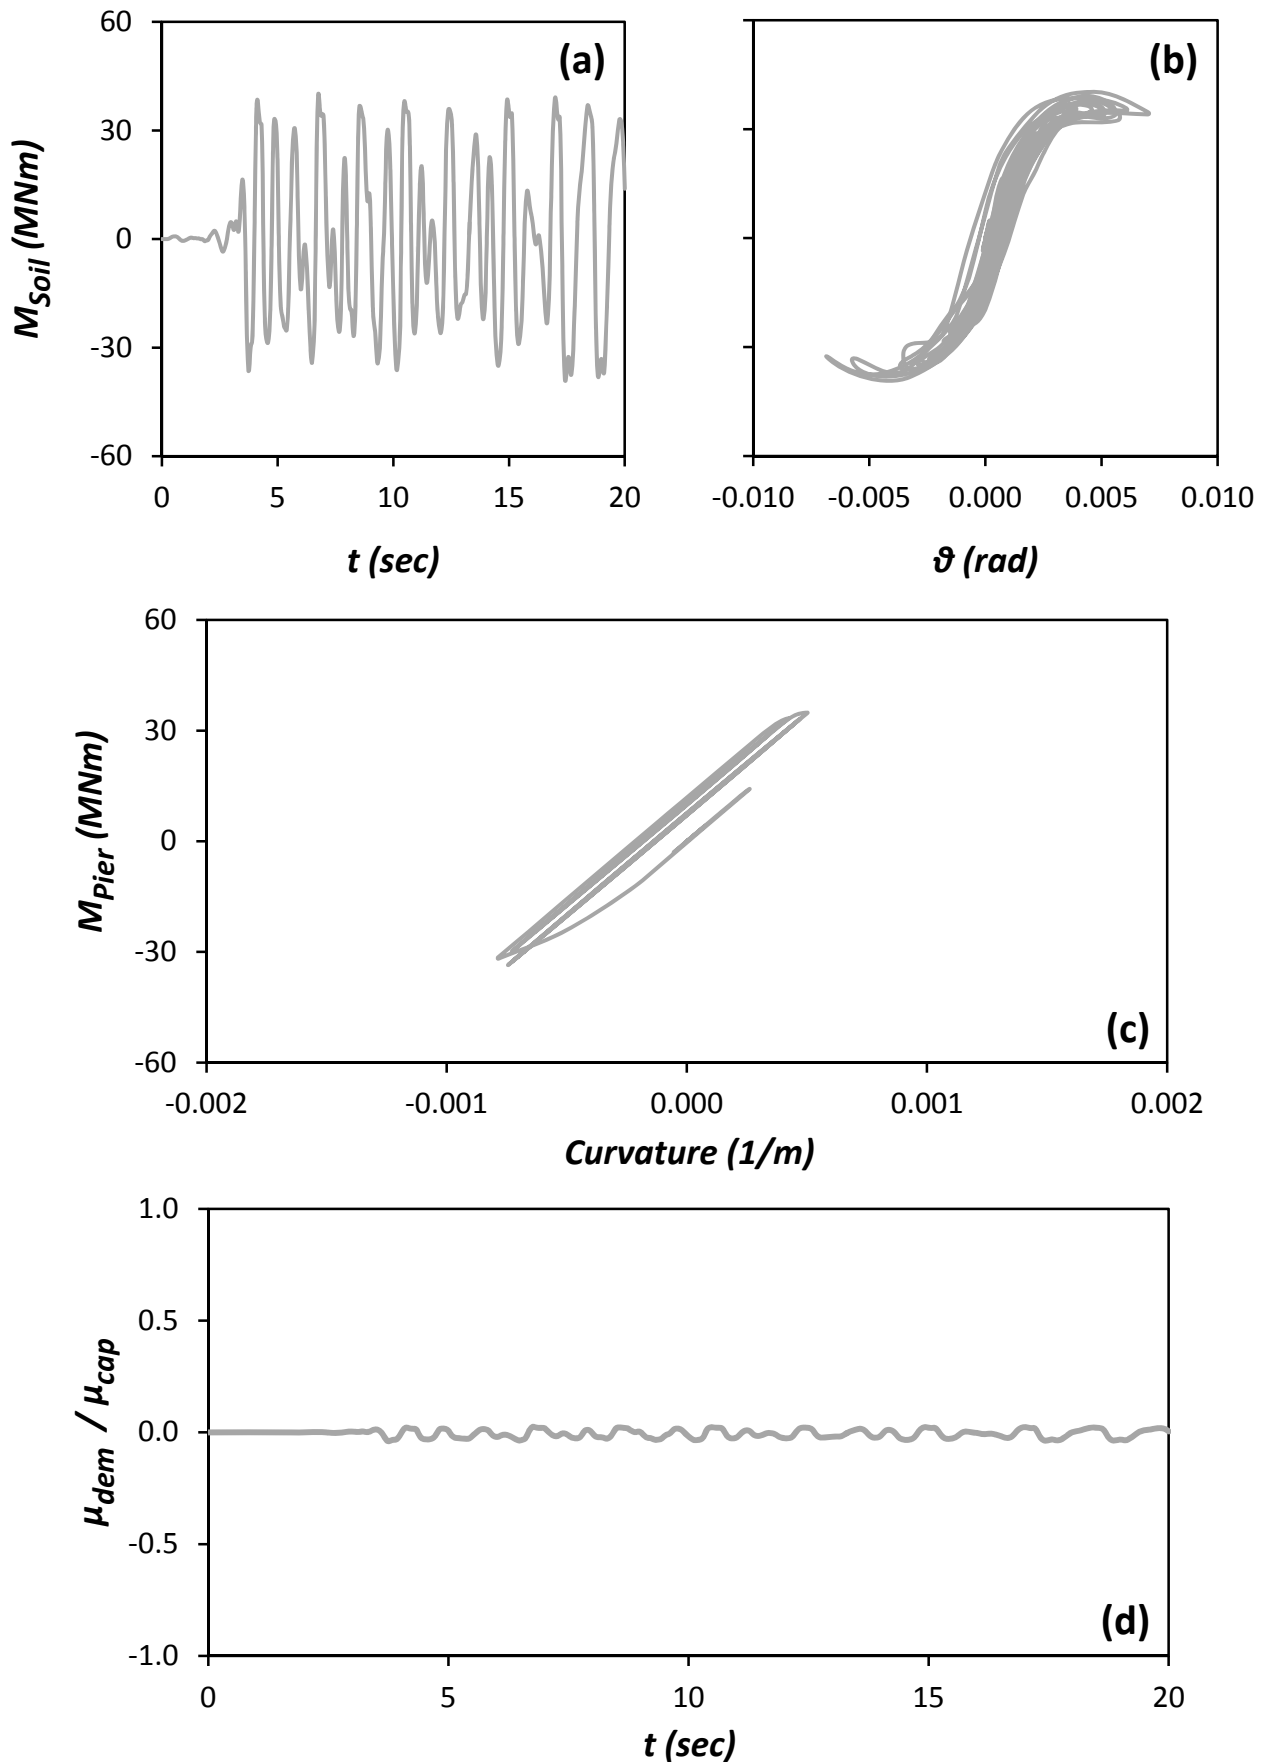 60
30
0
-30
-60
M_Soil (MNm)
(a)
0 5 10 15 20
t (sec)
(b)
-0.010 -0.005 0.000 0.005 0.010
ϑ (rad)
60
30
0
-30
-60
M_Pier (MNm)
(c)
-0.002 -0.001 0.000 0.001 0.002
Curvature (1/m)
1.0
0.5
0.0
-0.5
-1.0
μ_dem / μ_cap
(d)
0 5 10 15 20
t (sec)